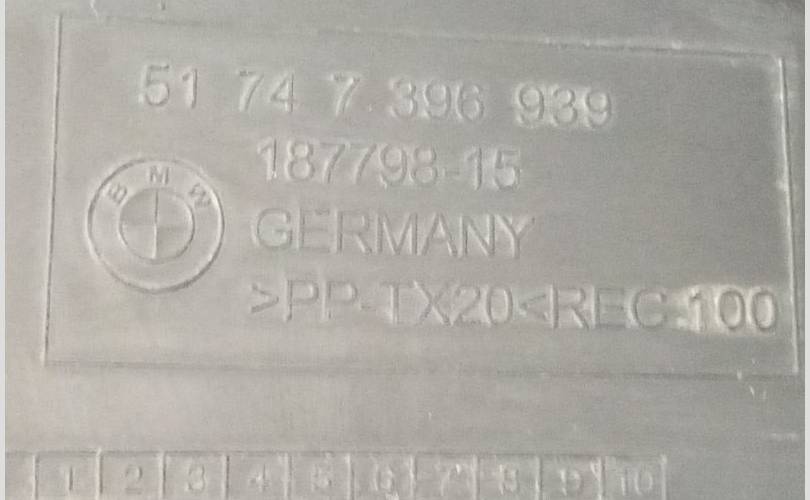 51 74 7 396 939
187798-15
GERMANY
BMW
>PP-TX20<REC.100
1 2 3 4 5 6 7 8 9 10